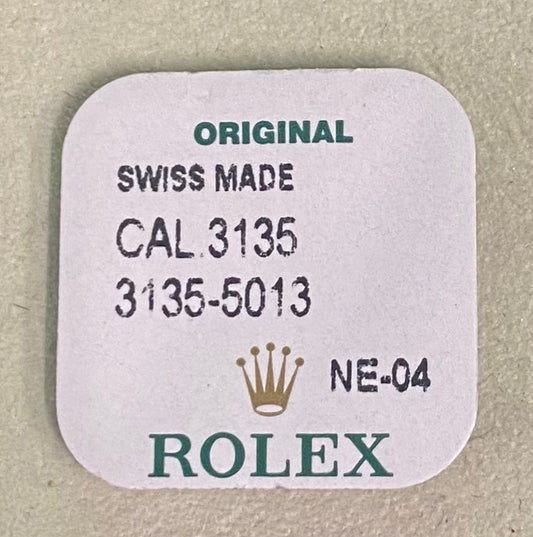 ORIGINAL
SWISS MADE
CAL.3135
3135-5013
NE-04
ROLEX